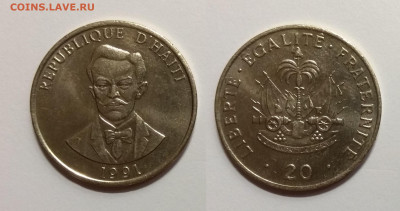 COINS.LAVE.RU
REPUBLIQUE D'HAITI
1991
LIBERTE · EGALITE · FRATERNITE
· 20 ·